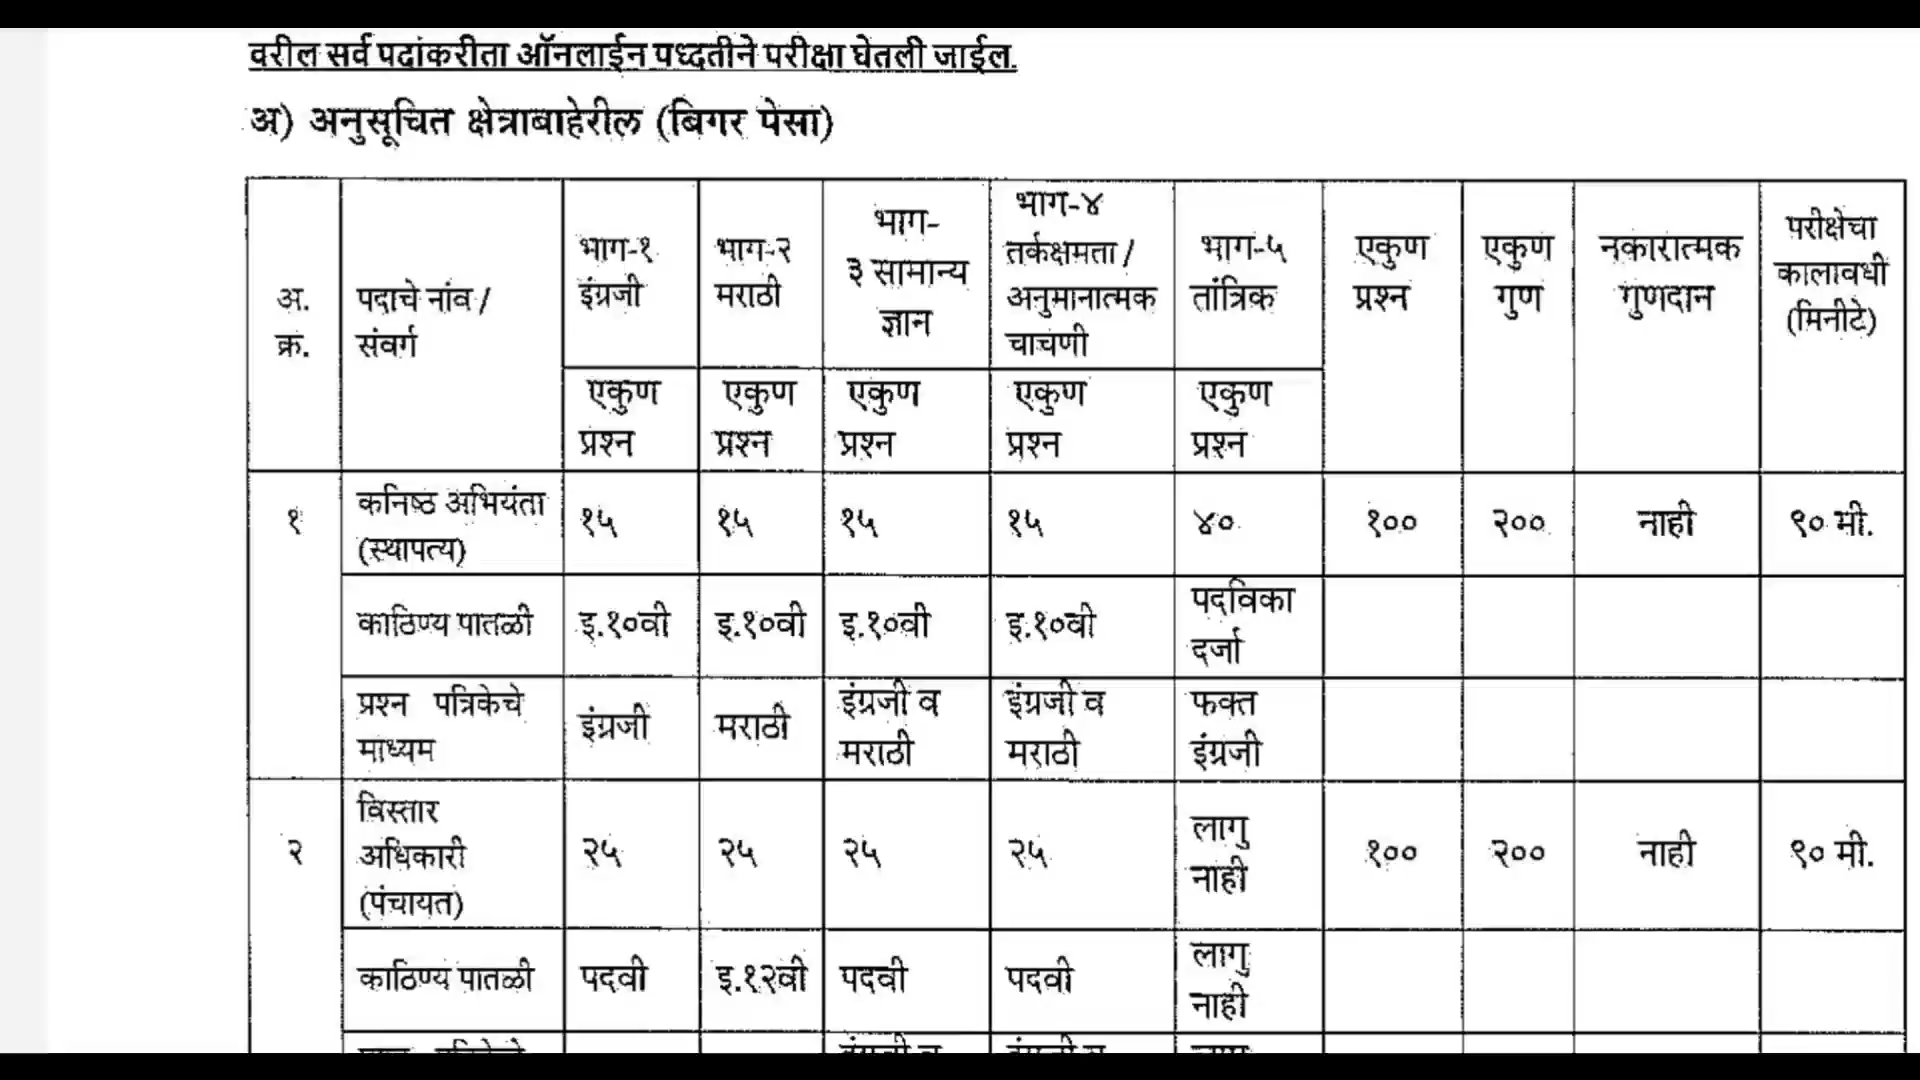 वरील सर्व पदांकरीता ऑनलाईन पध्दतीने परीक्षा घेतली जाईल.
अ) अनुसूचित क्षेत्राबाहेरील (बिगर पेसा)
अ. क्र.
पदाचे नांव / संवर्ग
भाग-१ इंग्रजी
भाग-२ मराठी
भाग-३ सामान्य ज्ञान
भाग-४ तर्कक्षमता / अनुमानात्मक चाचणी
भाग-५ तांत्रिक
एकुण प्रश्न
एकुण गुण
नकारात्मक गुणदान
परीक्षेचा कालावधी (मिनीटे)
एकुण प्रश्न एकुण प्रश्न एकुण प्रश्न एकुण प्रश्न एकुण प्रश्न
१ कनिष्ठ अभियंता (स्थापत्य) १५ १५ १५ १५ ४० १०० २०० नाही ९० मी.
काठिण्य पातळी इ.१०वी इ.१०वी इ.१०वी इ.१०वी पदविका दर्जा
प्रश्न पत्रिकेचे माध्यम इंग्रजी मराठी इंग्रजी व मराठी इंग्रजी व मराठी फक्त इंग्रजी
२ विस्तार अधिकारी (पंचायत) २५ २५ २५ २५ लागु नाही १०० २०० नाही ९० मी.
काठिण्य पातळी पदवी इ.१२वी पदवी पदवी लागु नाही